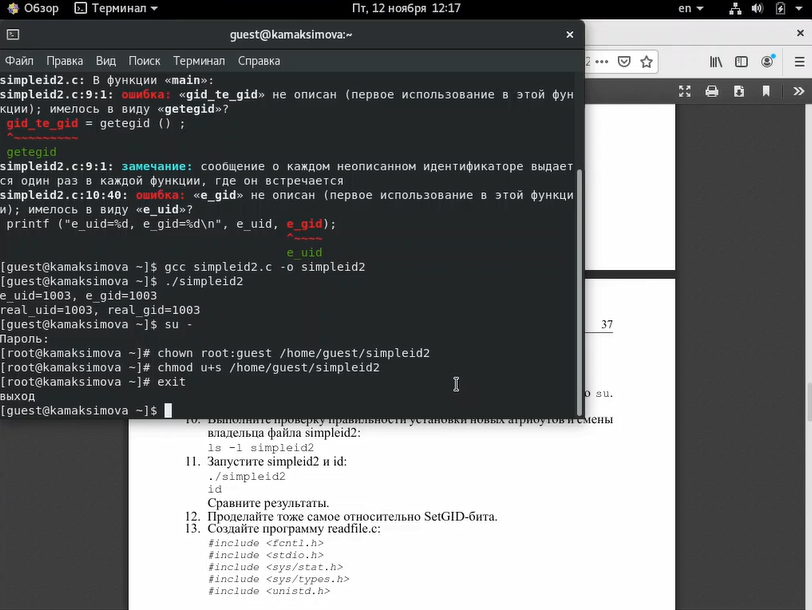 Обзор Терминал Пт, 12 ноября 12:17 en
guest@kamaksimova:~
Файл Правка Вид Поиск Терминал Справка
simpleid2.c: В функции «main»:
simpleid2.c:9:1: ошибка: «gid_te_gid» не описан (первое использование в этой фун
кции); имелось в виду «getegid»?
gid_te_gid = getegid () ;
^~~~~~~~~~
getegid
simpleid2.c:9:1: замечание: сообщение о каждом неописанном идентификаторе выдает
ся один раз в каждой функции, где он встречается
simpleid2.c:10:40: ошибка: «e_gid» не описан (первое использование в этой функци
и); имелось в виду «e_uid»?
printf ("e_uid=%d, e_gid=%d\n", e_uid, e_gid);
^~~~~
e_uid
[guest@kamaksimova ~]$ gcc simpleid2.c -o simpleid2
[guest@kamaksimova ~]$ ./simpleid2
e_uid=1003, e_gid=1003
real_uid=1003, real_gid=1003
[guest@kamaksimova ~]$ su -
Пароль:
[root@kamaksimova ~]# chown root:guest /home/guest/simpleid2
[root@kamaksimova ~]# chmod u+s /home/guest/simpleid2
[root@kamaksimova ~]# exit
выход
[guest@kamaksimova ~]$
37
su.
10. Выполните проверку правильности установки новых атрибутов и смены
владельца файла simpleid2:
ls -l simpleid2
11. Запустите simpleid2 и id:
./simpleid2
id
Сравните результаты.
12. Проделайте тоже самое относительно SetGID-бита.
13. Создайте программу readfile.c:
#include <fcntl.h>
#include <stdio.h>
#include <sys/stat.h>
#include <sys/types.h>
#include <unistd.h>